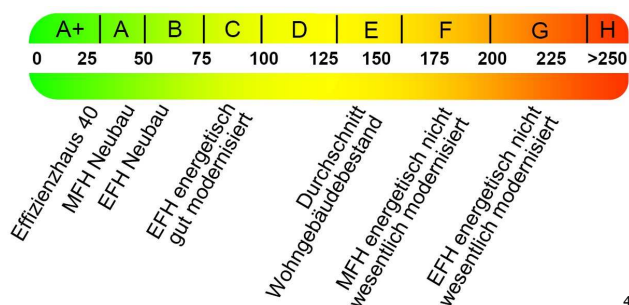 A+ A B C D E F G H
0 25 50 75 100 125 150 175 200 225 >250
Effizienzhaus 40
MFH Neubau
EFH Neubau
EFH energetisch
gut modernisiert
Durchschnitt
Wohngebäudebestand
MFH energetisch nicht
wesentlich modernisiert
EFH energetisch nicht
wesentlich modernisiert